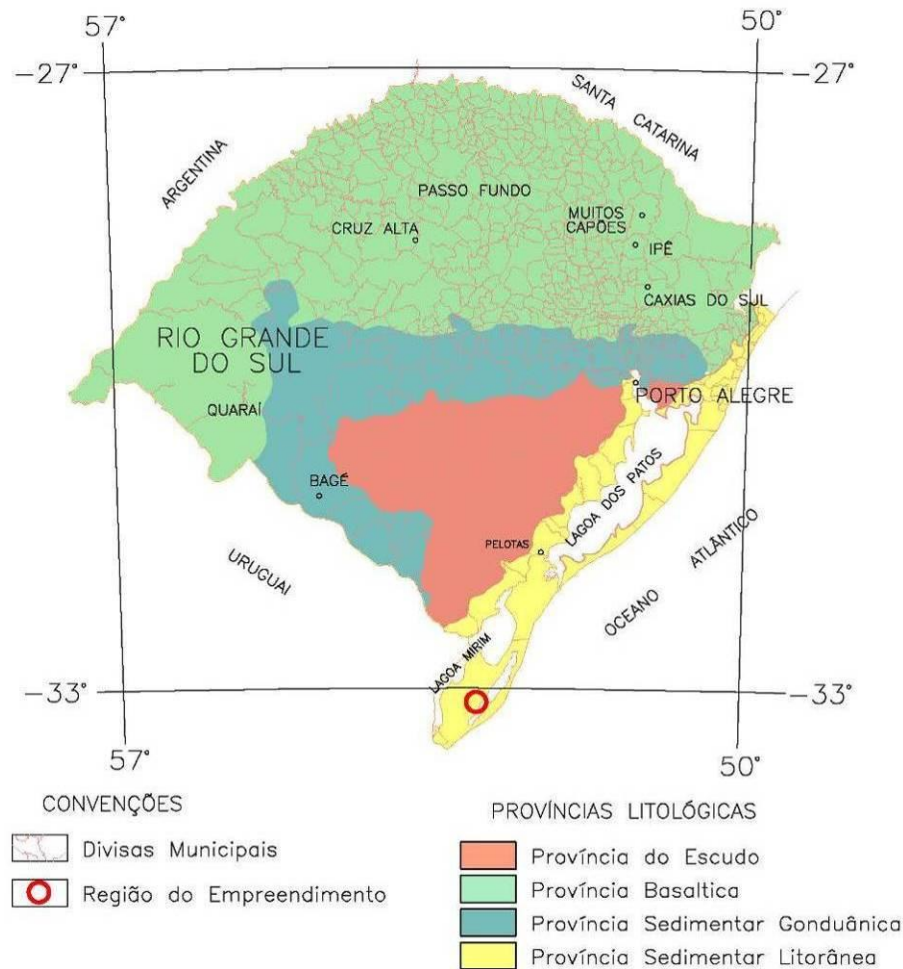 57°
50°
-27°
-27°
SANTA
CATARINA
ARGENTINA
PASSO FUNDO
MUITOS
CAPÕES
CRUZ ALTA
IPÊ
CAXIAS DO SUL
RIO GRANDE
DO SUL
PORTO ALEGRE
QUARAÍ
LAGOA DOS PATOS
BAGÉ
PELOTAS
ATLÂNTICO
OCEANO
URUGUAI
LAGOA MIRIM
-33°
-33°
57°
50°
CONVENÇÕES
Divisas Municipais
Região do Empreendimento
PROVÍNCIAS LITOLÓGICAS
Província do Escudo
Província Basaltica
Província Sedimentar Gonduânica
Província Sedimentar Litorânea